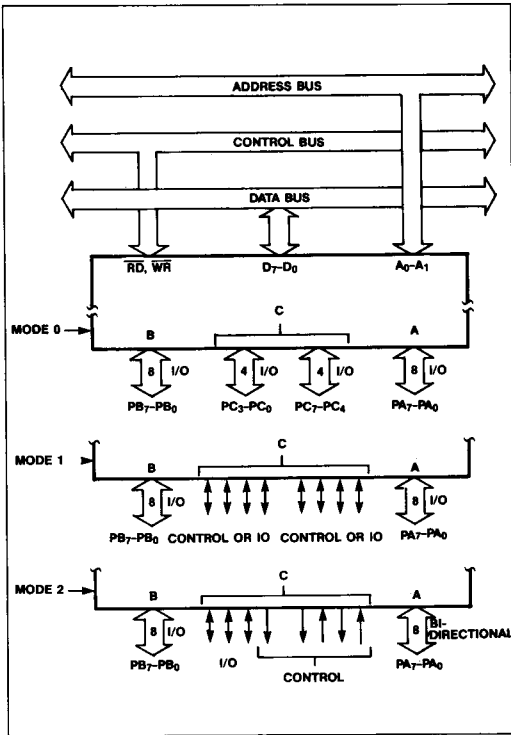 ADDRESS BUS
CONTROL BUS
DATA BUS
RD, WR D7-D0 A0-A1
C
MODE 0 B A
8 I/O 4 I/O 4 I/O 8 I/O
PB7-PB0 PC3-PC0 PC7-PC4 PA7-PA0
C
MODE 1 B A
8 I/O 8 I/O
PB7-PB0 CONTROL OR IO CONTROL OR IO PA7-PA0
C
MODE 2 B A
8 I/O 8 BI-
DIRECTIONAL
PB7-PB0 I/O PA7-PA0
CONTROL